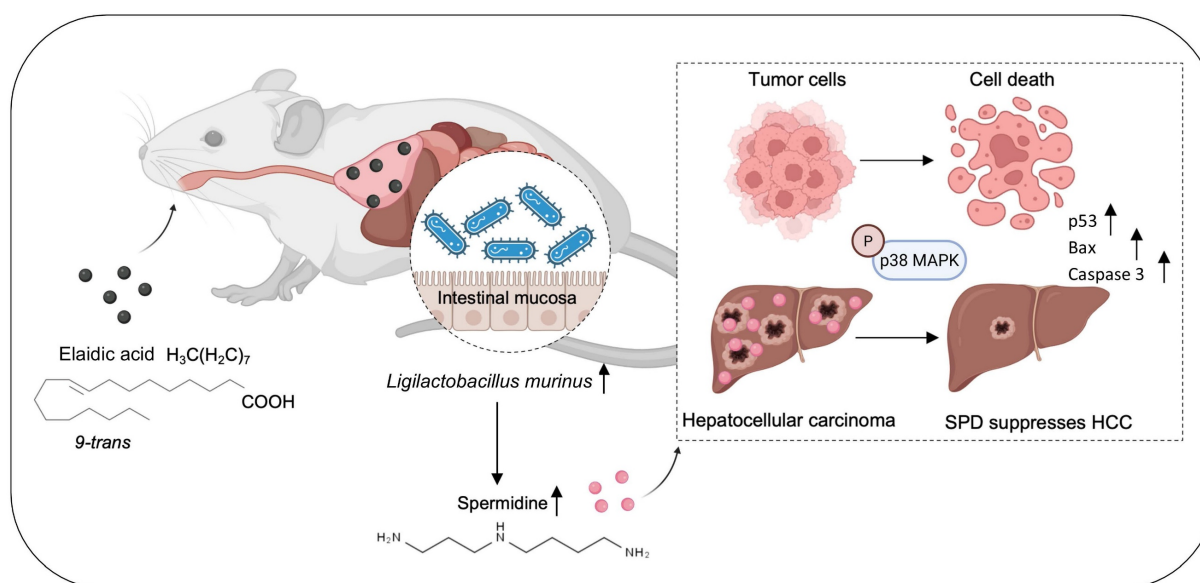 Tumor cells
Cell death
p53
Bax
Caspase 3
P
p38 MAPK
Intestinal mucosa
Elaidic acid H₃C(H₂C)₇
COOH
9-trans
Ligilactobacillus murinus
Hepatocellular carcinoma
SPD suppresses HCC
Spermidine
H₂N
H
N
NH₂